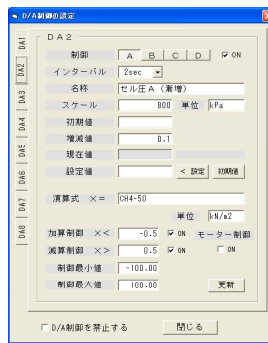 D/A制御の設定
DA1
DA2
DA3
DA4
DA5
DA6
DA7
DA8
DA2
制御 A B C D ON
インターバル 2sec
名称 セル圧A（漸増）
スケール 800 単位 kPa
初期値
増減値 0.1
現在値
設定値 < 設定 初期値
演算式 X= CH4-50
単位 kN/m2
加算制御 X< -0.5 ON モーター制御
減算制御 X> 0.5 ON ON
制御最小値 -100.00
制御最大値 100.00 更新
D/A制御を禁止する 閉じる